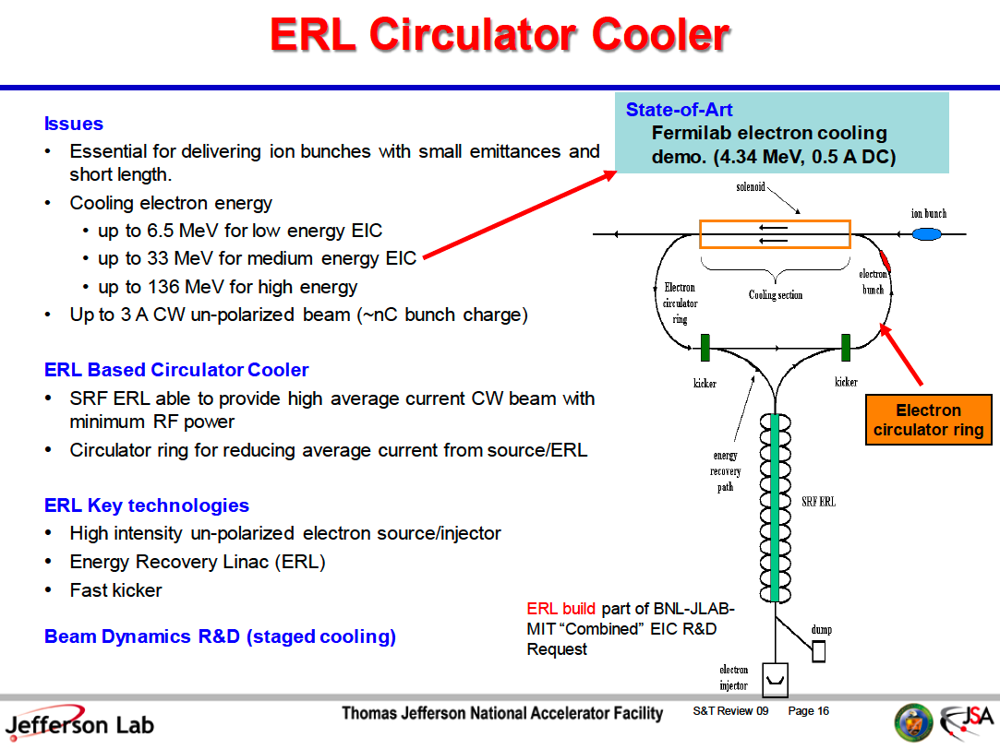 ERL Circulator Cooler
Issues
• Essential for delivering ion bunches with small emittances and
short length.
• Cooling electron energy
• up to 6.5 MeV for low energy EIC
• up to 33 MeV for medium energy EIC
• up to 136 MeV for high energy
• Up to 3 A CW un-polarized beam (~nC bunch charge)
ERL Based Circulator Cooler
• SRF ERL able to provide high average current CW beam with
minimum RF power
• Circulator ring for reducing average current from source/ERL
ERL Key technologies
• High intensity un-polarized electron source/injector
• Energy Recovery Linac (ERL)
• Fast kicker
Beam Dynamics R&D (staged cooling)
State-of-Art
Fermilab electron cooling
demo. (4.34 MeV, 0.5 A DC)
solenoid
ion bunch
electron
bunch
Electron
circulator
ring
Cooling section
kicker
kicker
Electron
circulator ring
energy
recovery
path
SRF ERL
ERL build part of BNL-JLAB-
MIT “Combined” EIC R&D
Request
dump
electron
injector
Jefferson Lab
Thomas Jefferson National Accelerator Facility
S&T Review 09 Page 16
JSA